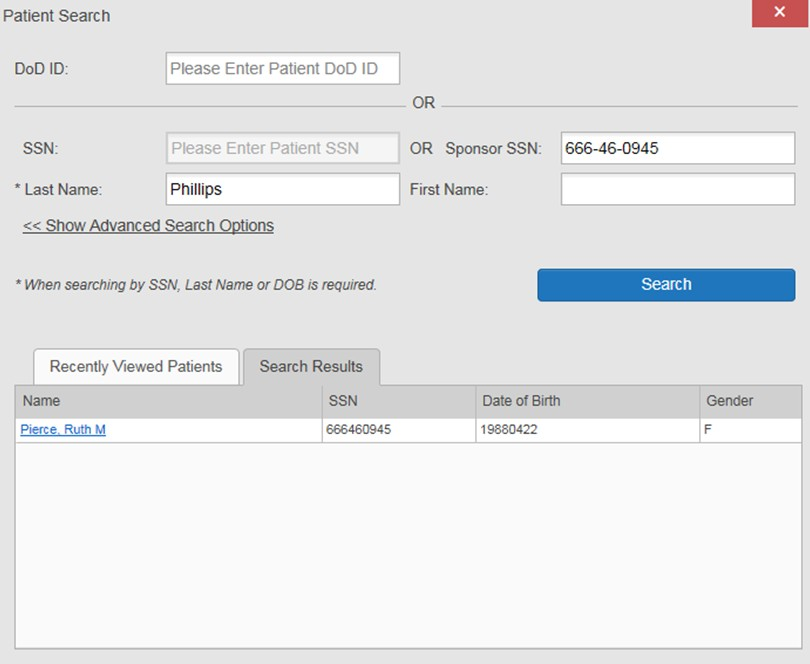 Patient Search
DoD ID: Please Enter Patient DoD ID
OR
SSN: Please Enter Patient SSN OR Sponsor SSN: 666-46-0945
* Last Name: Phillips First Name:
<< Show Advanced Search Options
* When searching by SSN, Last Name or DOB is required. Search
Recently Viewed Patients Search Results
Name SSN Date of Birth Gender
Pierce, Ruth M 666460945 19880422 F